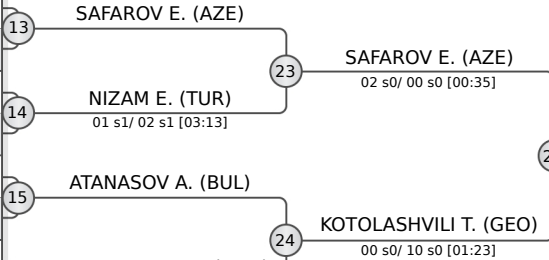 SAFAROV E. (AZE)
13
23
SAFAROV E. (AZE)
02 s0/ 00 s0 [00:35]
NIZAM E. (TUR)
14
01 s1/ 02 s1 [03:13]
ATANASOV A. (BUL)
15
24
KOTOLASHVILI T. (GEO)
00 s0/ 10 s0 [01:23]